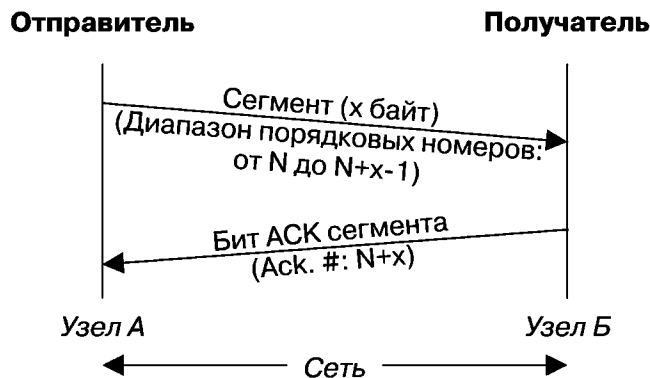 Отправитель
Получатель
Сегмент (x байт)
(Диапазон порядковых номеров:
от N до N+x-1)
Бит ACK сегмента
(Ack. #: N+x)
Узел А
Узел Б
Сеть